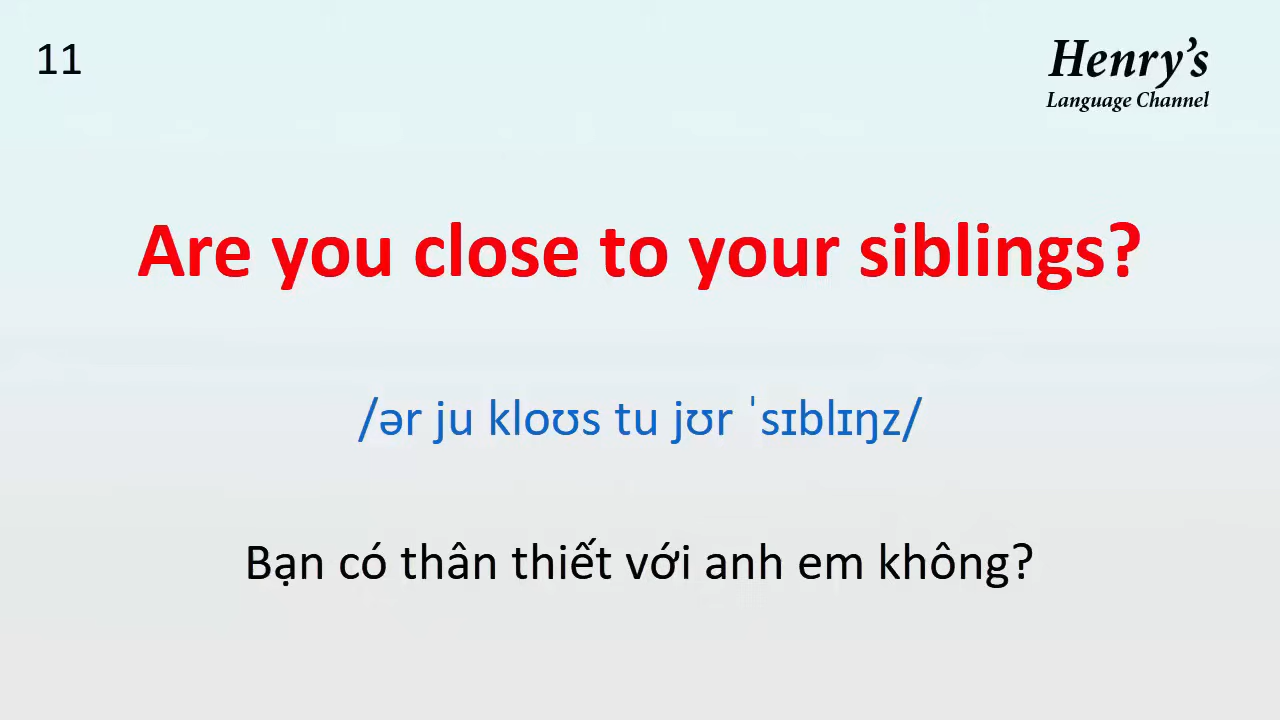 11
Henry's
Language Channel
Are you close to your siblings?
/ər ju kloʊs tu jʊr ˈsɪblɪŋz/
Bạn có thân thiết với anh em không?